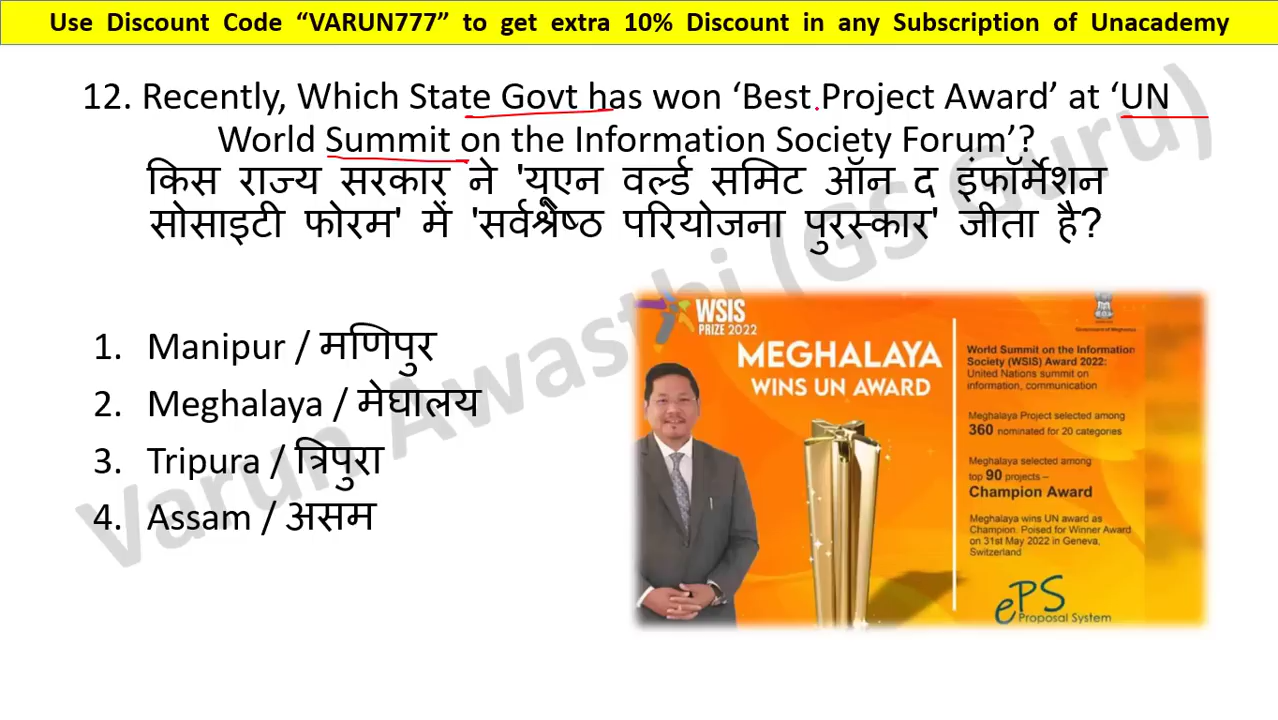 Use Discount Code “VARUN777” to get extra 10% Discount in any Subscription of Unacademy
12. Recently, Which State Govt has won ‘Best Project Award’ at ‘UN
World Summit on the Information Society Forum’?
किस राज्य सरकार ने 'यूएन वर्ल्ड समिट ऑन द इंफॉर्मेशन
सोसाइटी फोरम' में 'सर्वश्रेष्ठ परियोजना पुरस्कार' जीता है?
1. Manipur / मणिपुर
2. Meghalaya / मेघालय
3. Tripura / त्रिपुरा
4. Assam / असम
Varun Awasthi (GS Guru)
WSIS
PRIZE 2022
MEGHALAYA
WINS UN AWARD
Government of Meghalaya
World Summit on the Information
Society (WSIS) Award 2022:
United Nations summit on
information, communication
Meghalaya Project selected among
360 nominated for 20 categories
Meghalaya selected among
top 90 projects –
Champion Award
Meghalaya wins UN award as
Champion. Poised for Winner Award
on 31st May 2022 in Geneva,
Switzerland
ePS
Proposal System